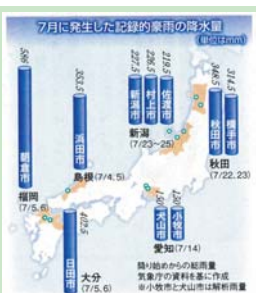 7月に発生した記録的豪雨の降水量
(単位はmm)
586
朝倉市
福岡
(7/5、6)
333.5
浜田市
島根(7/4、5)
227.5
新潟市
226.5
村上市
219.5
佐渡市
新潟
(7/23~25)
348.5
秋田市
314.5
横手市
秋田
(7/22、23)
402.5
日田市
大分
(7/5、6)
130
犬山市
120
小牧市
愛知(7/14)
降り始めからの総雨量
気象庁の資料を基に作成
※小牧市と犬山市は解析雨量